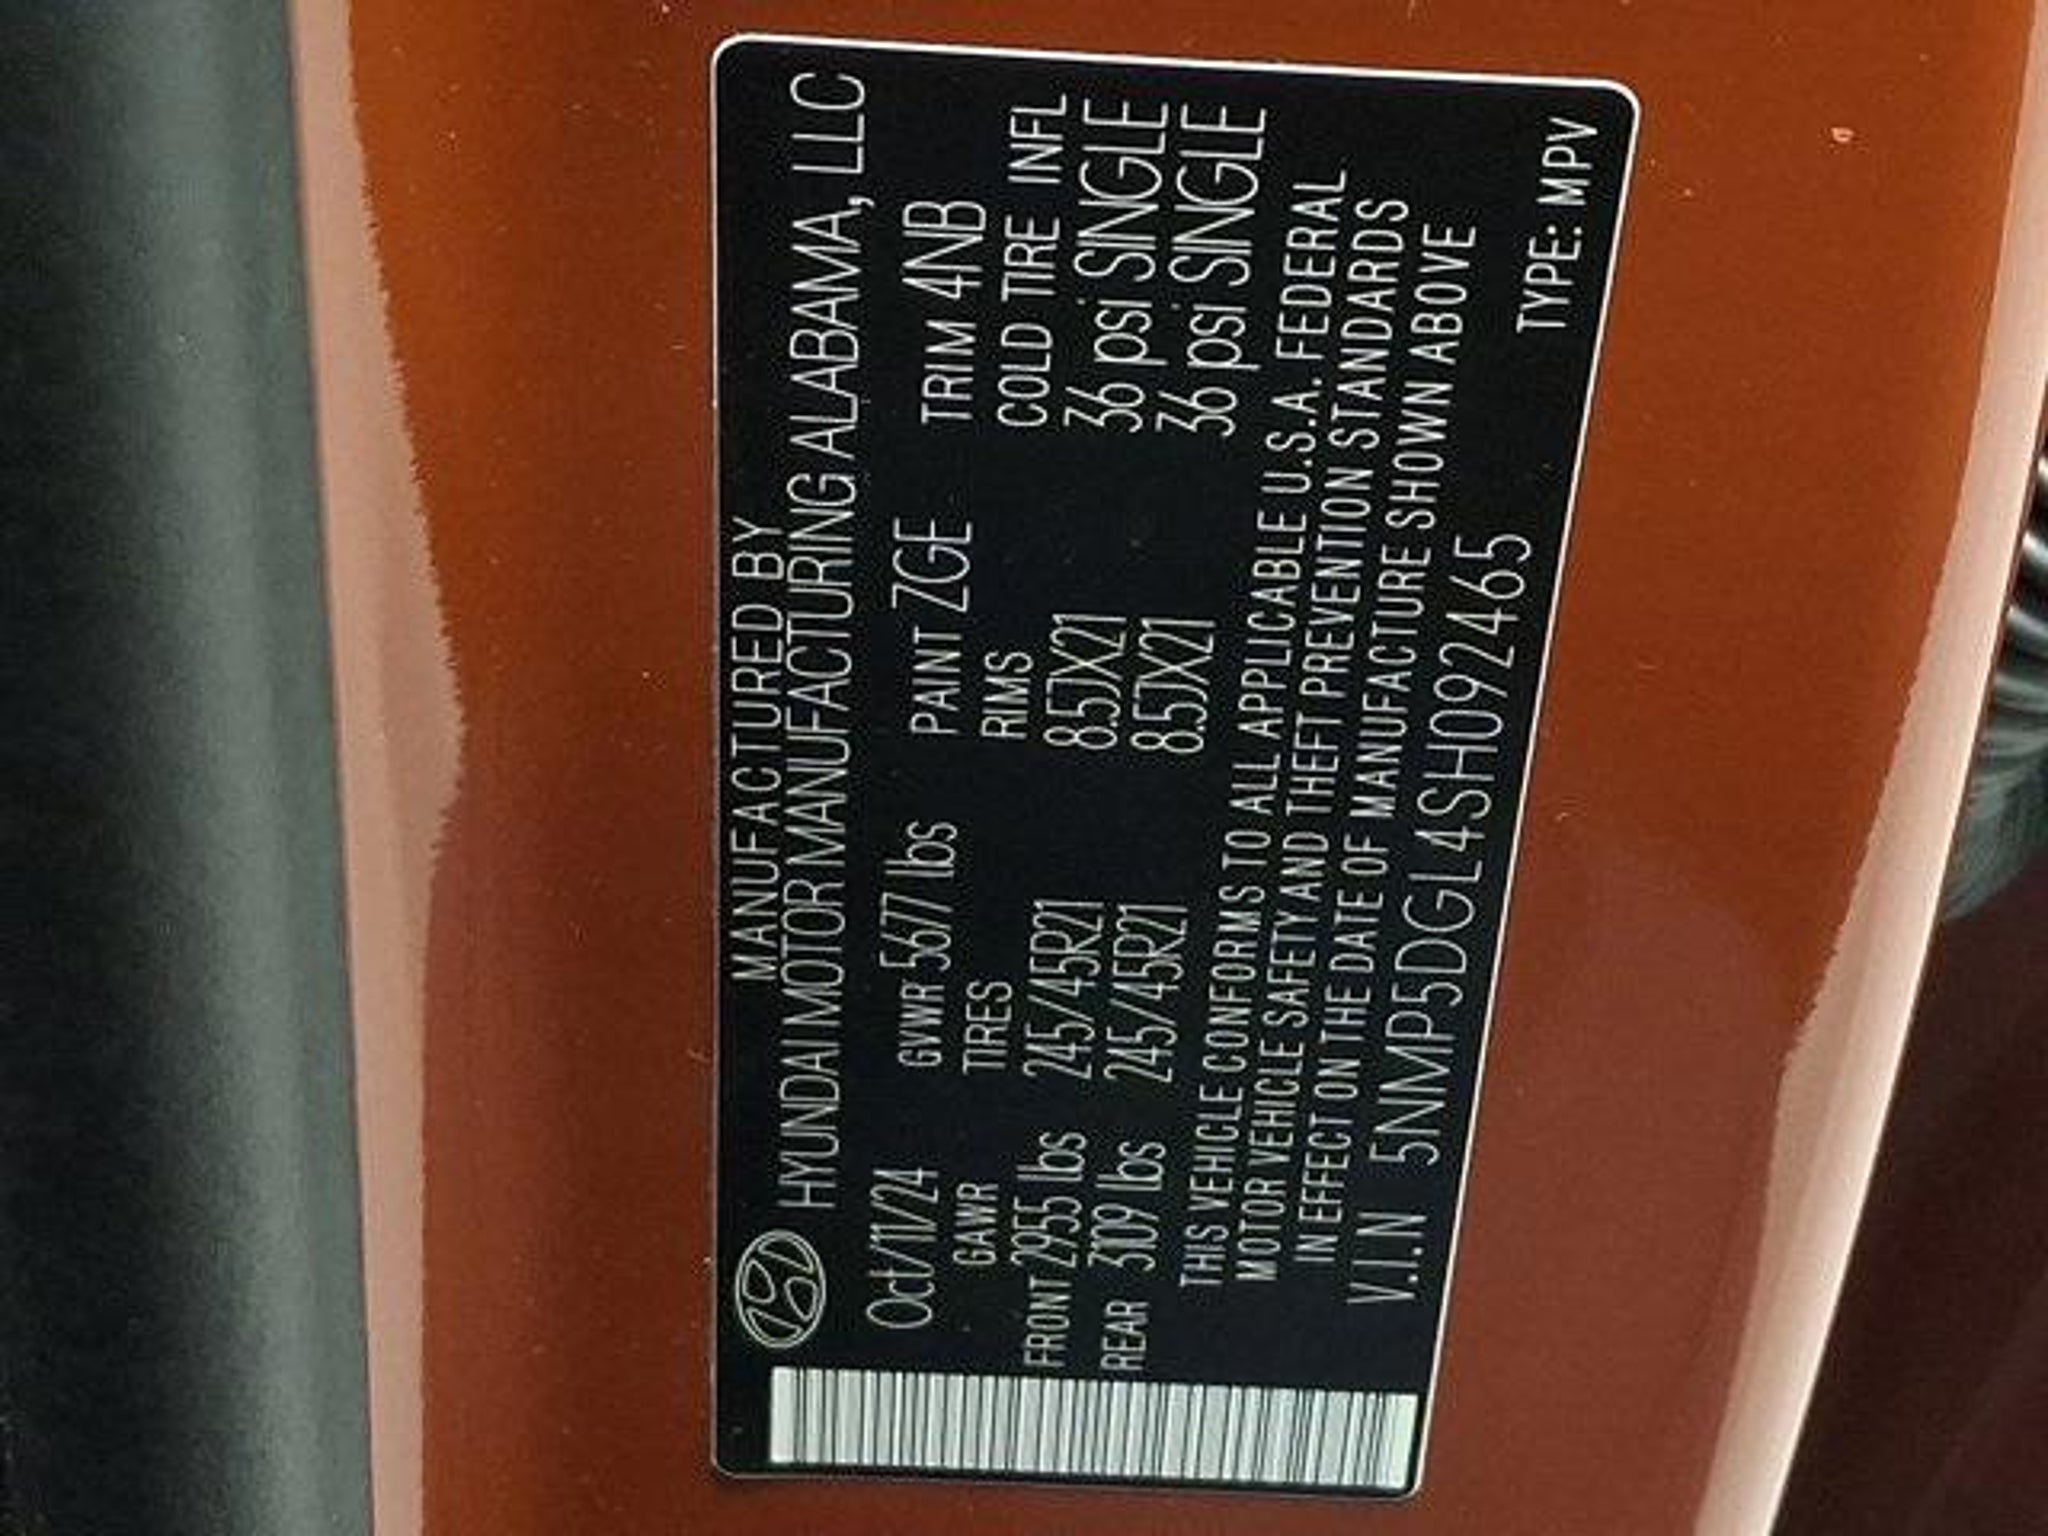 MANUFACTURED BY
HYUNDAI MOTOR MANUFACTURING ALABAMA, LLC
Oct/11/24 GVWR 5677 lbs PAINT ZGE TRIM 4NB
GAWR TIRES RIMS COLD TIRE INFL
FRONT 2955 lbs 245/45R21 8.5JX21 36 psi SINGLE
REAR 3109 lbs 245/45R21 8.5JX21 36 psi SINGLE
THIS VEHICLE CONFORMS TO ALL APPLICABLE U.S.A. FEDERAL
MOTOR VEHICLE SAFETY AND THEFT PREVENTION STANDARDS
IN EFFECT ON THE DATE OF MANUFACTURE SHOWN ABOVE
V.I.N 5NMP5DGL4SH092465
TYPE: MPV